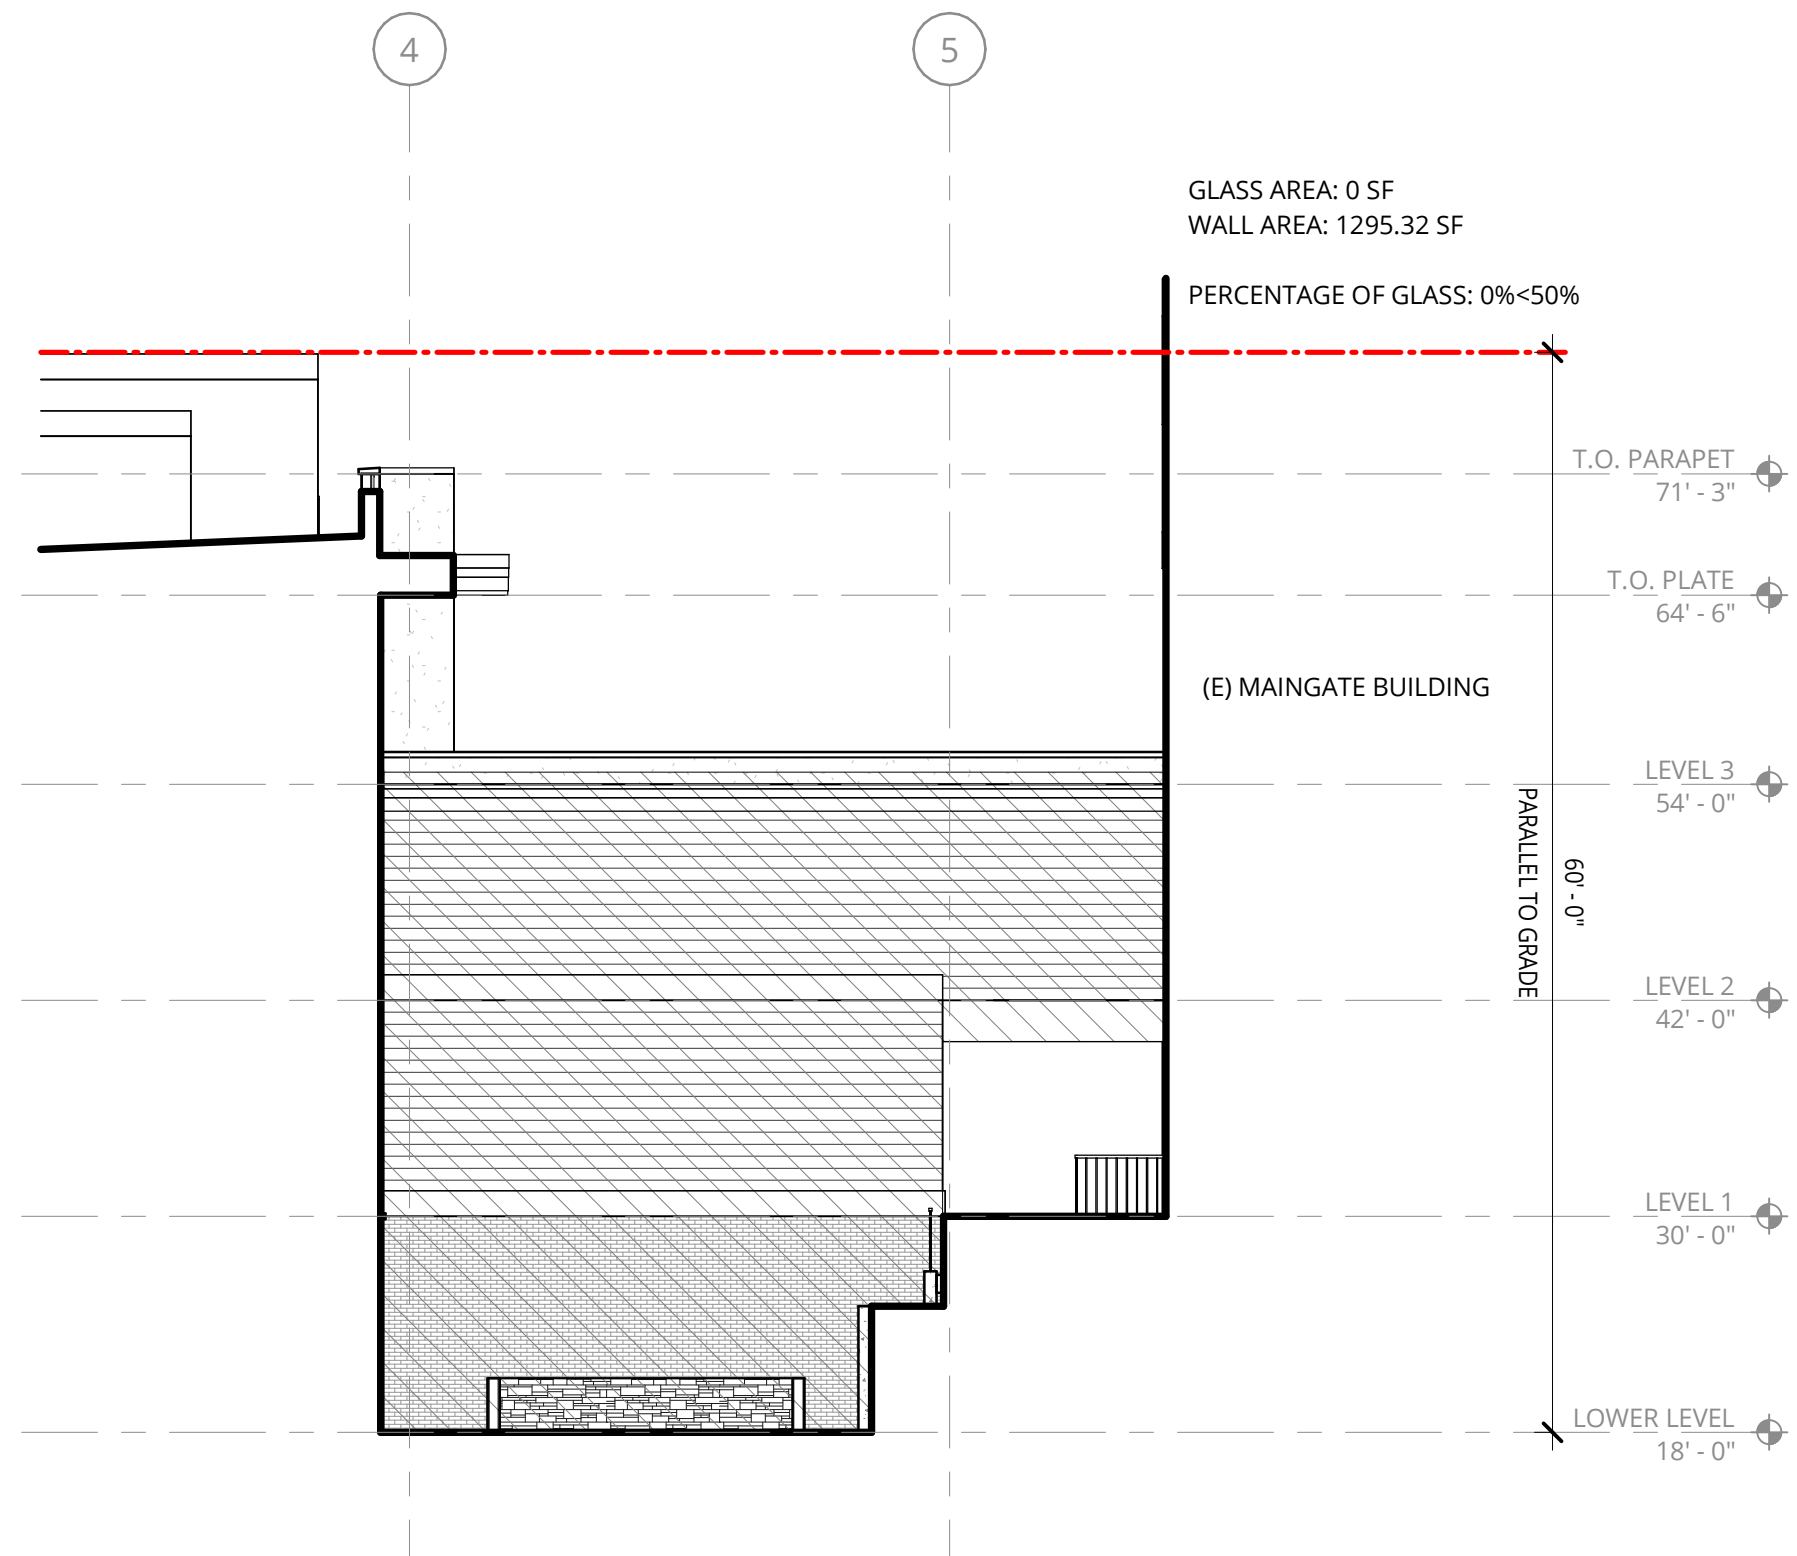 4
5
GLASS AREA: 0 SF
WALL AREA: 1295.32 SF
PERCENTAGE OF GLASS: 0%<50%
T.O. PARAPET
71' - 3"
T.O. PLATE
64' - 6"
(E) MAINGATE BUILDING
LEVEL 3
54' - 0"
PARALLEL TO GRADE
60' - 0"
LEVEL 2
42' - 0"
LEVEL 1
30' - 0"
LOWER LEVEL
18' - 0"